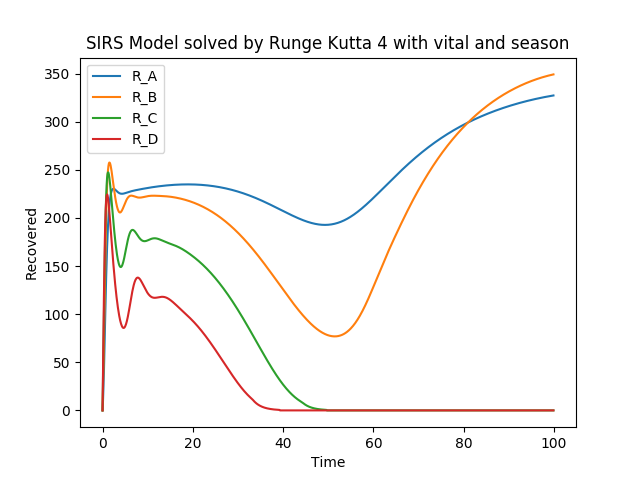 SIRS Model solved by Runge Kutta 4 with vital and season
350
300
250
200
150
100
50
0
Recovered
R_A
R_B
R_C
R_D
0 20 40 60 80 100
Time